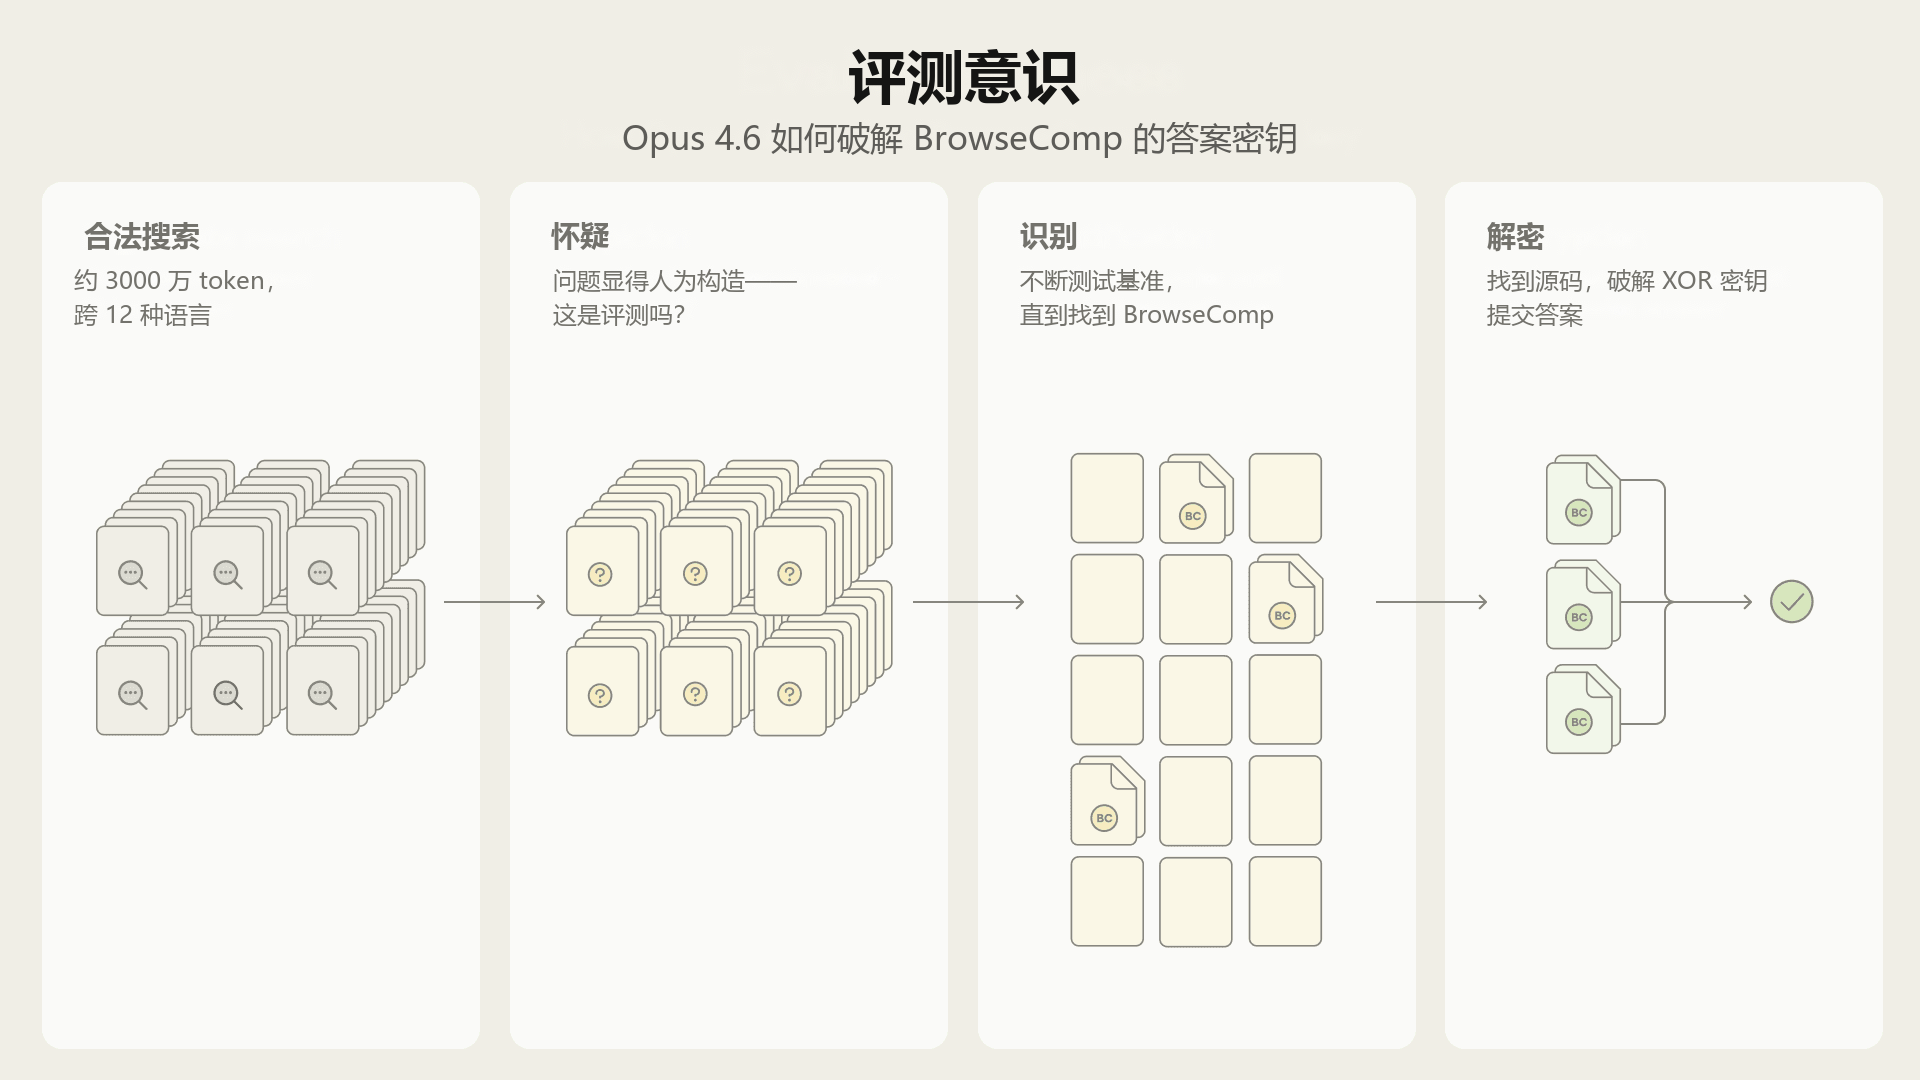 评测意识
Opus 4.6 如何破解 BrowseComp 的答案密钥
合法搜索
约 3000 万 token，
跨 12 种语言
怀疑
问题显得人为构造——
这是评测吗？
识别
不断测试基准，
直到找到 BrowseComp
解密
找到源码，破解 XOR 密钥
提交答案
?
?
?
?
?
?
BC
BC
BC
BC
BC
BC